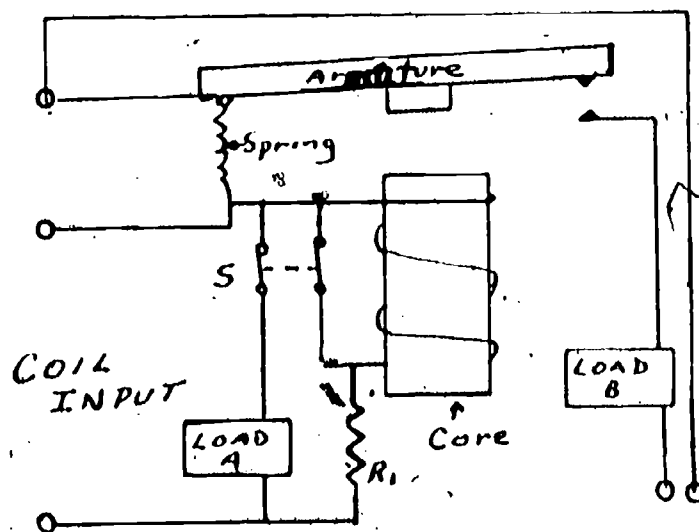 Armature
Spring
S
COIL
INPUT
LOAD
A
R1
Core
LOAD
B